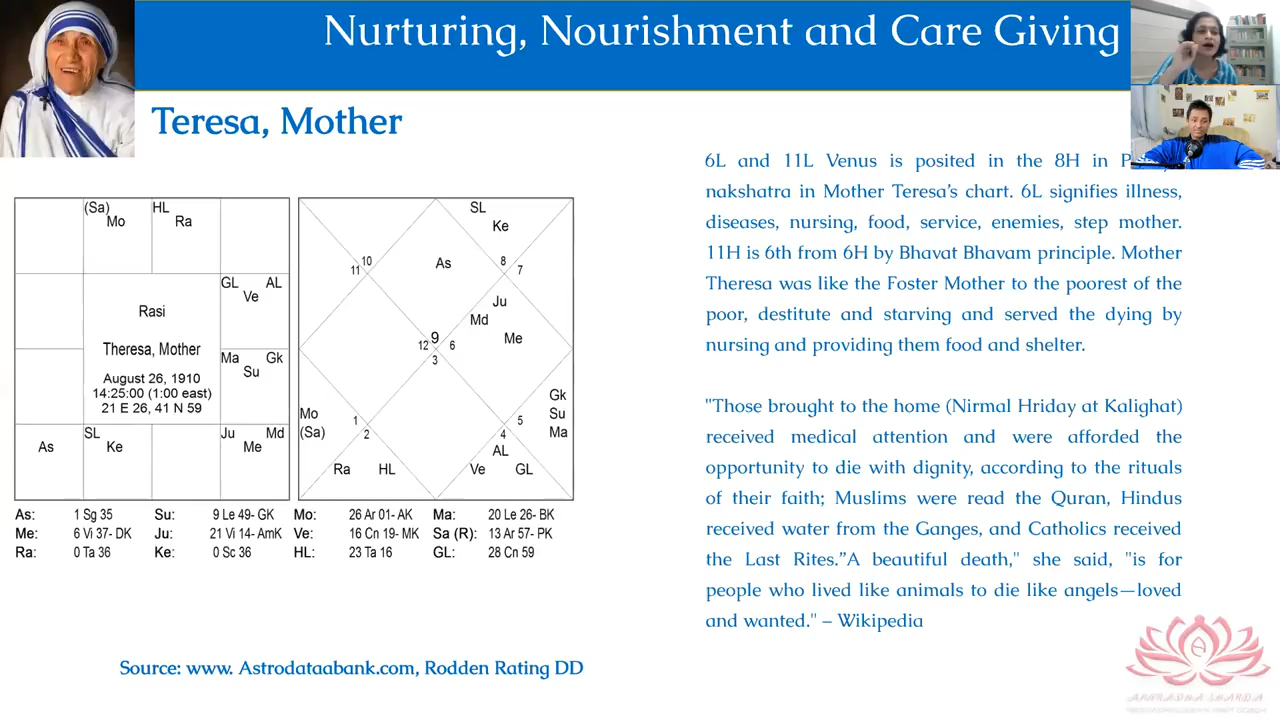 Nurturing, Nourishment and Care Giving
Teresa, Mother
(Sa)
Mo
HL
Ra
GL AL
Ve
Rasi
Theresa, Mother
August 26, 1910
14:25:00 (1:00 east)
21 E 26, 41 N 59
Ma Gk
Su
As
SL
Ke
Ju Md
Me
SL
Ke
As
10
11
8
7
Ju
Md
Me
9
12 6
3
Mo
(Sa)
1
2
Ra HL
5
4
Gk
Su
Ma
AL
Ve GL
As: 1 Sg 35 Su: 9 Le 49- GK Mo: 26 Ar 01- AK Ma: 20 Le 26- BK
Me: 6 Vi 37- DK Ju: 21 Vi 14- AmK Ve: 16 Cn 19- MK Sa (R): 13 Ar 57- PK
Ra: 0 Ta 36 Ke: 0 Sc 36 HL: 23 Ta 16 GL: 28 Cn 59
Source: www. Astrodataabank.com, Rodden Rating DD
6L and 11L Venus is posited in the 8H in
nakshatra in Mother Teresa's chart. 6L signifies illness,
diseases, nursing, food, service, enemies, step mother.
11H is 6th from 6H by Bhavat Bhavam principle. Mother
Theresa was like the Foster Mother to the poorest of the
poor, destitute and starving and served the dying by
nursing and providing them food and shelter.
"Those brought to the home (Nirmal Hriday at Kalighat)
received medical attention and were afforded the
opportunity to die with dignity, according to the rituals
of their faith; Muslims were read the Quran, Hindus
received water from the Ganges, and Catholics received
the Last Rites.”A beautiful death," she said, "is for
people who lived like animals to die like angels—loved
and wanted." – Wikipedia